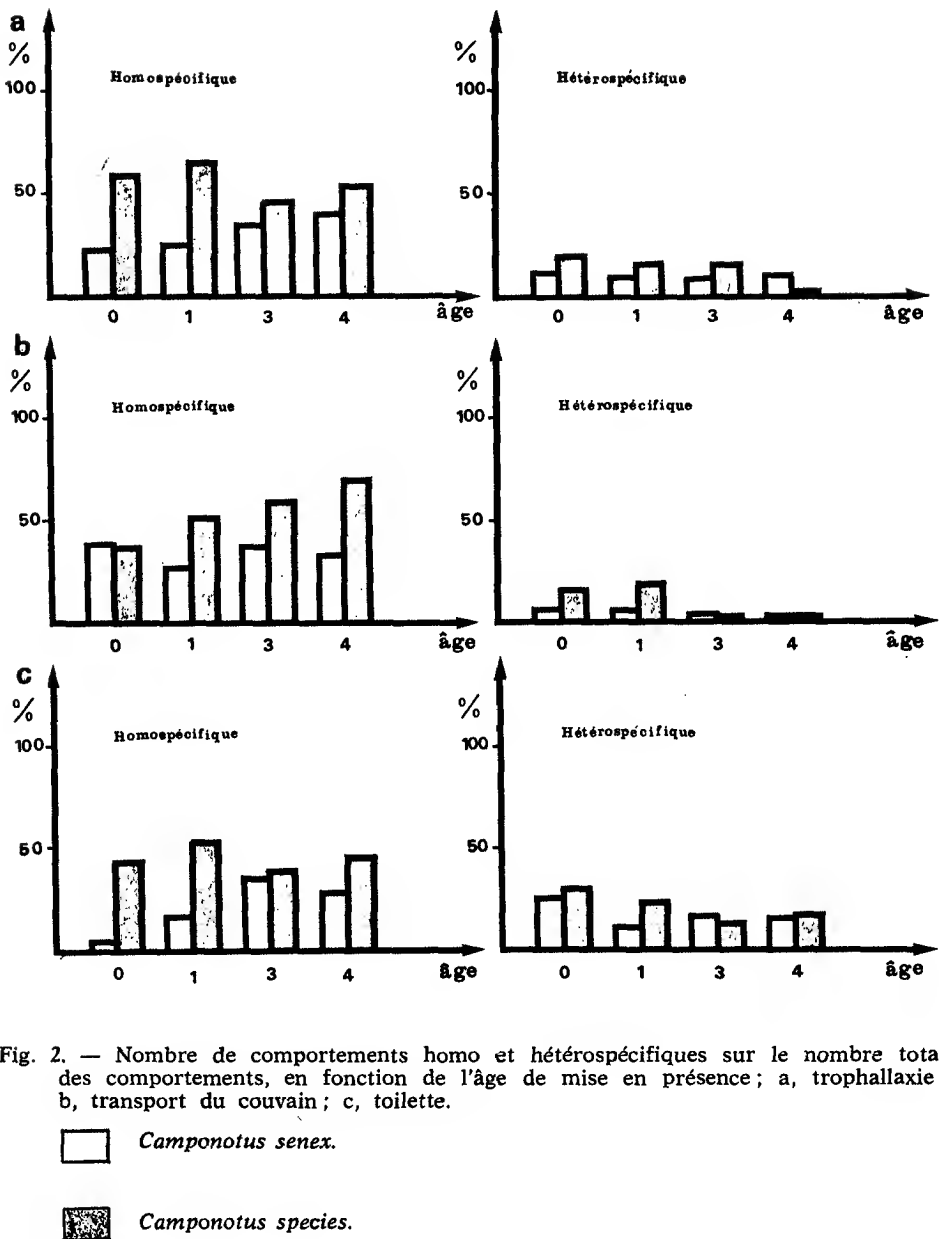 a
%
Homospécifique
Hétérospécifique
100
100
50
50
0 1 3 4 âge
0 1 3 4 âge
b
%
%
Homospécifique
Hétérospécifique
100
100
50
50
0 1 3 4 âge
0 1 3 4 âge
c
%
%
Homospécifique
Hétérospécifique
100
100
50
50
0 1 3 4 âge
0 1 3 4 âge
Fig. 2. — Nombre de comportements homo et hétérospécifiques sur le nombre tota
des comportements, en fonction de l'âge de mise en présence ; a, trophallaxie
b, transport du couvain ; c, toilette.
Camponotus senex.
Camponotus species.